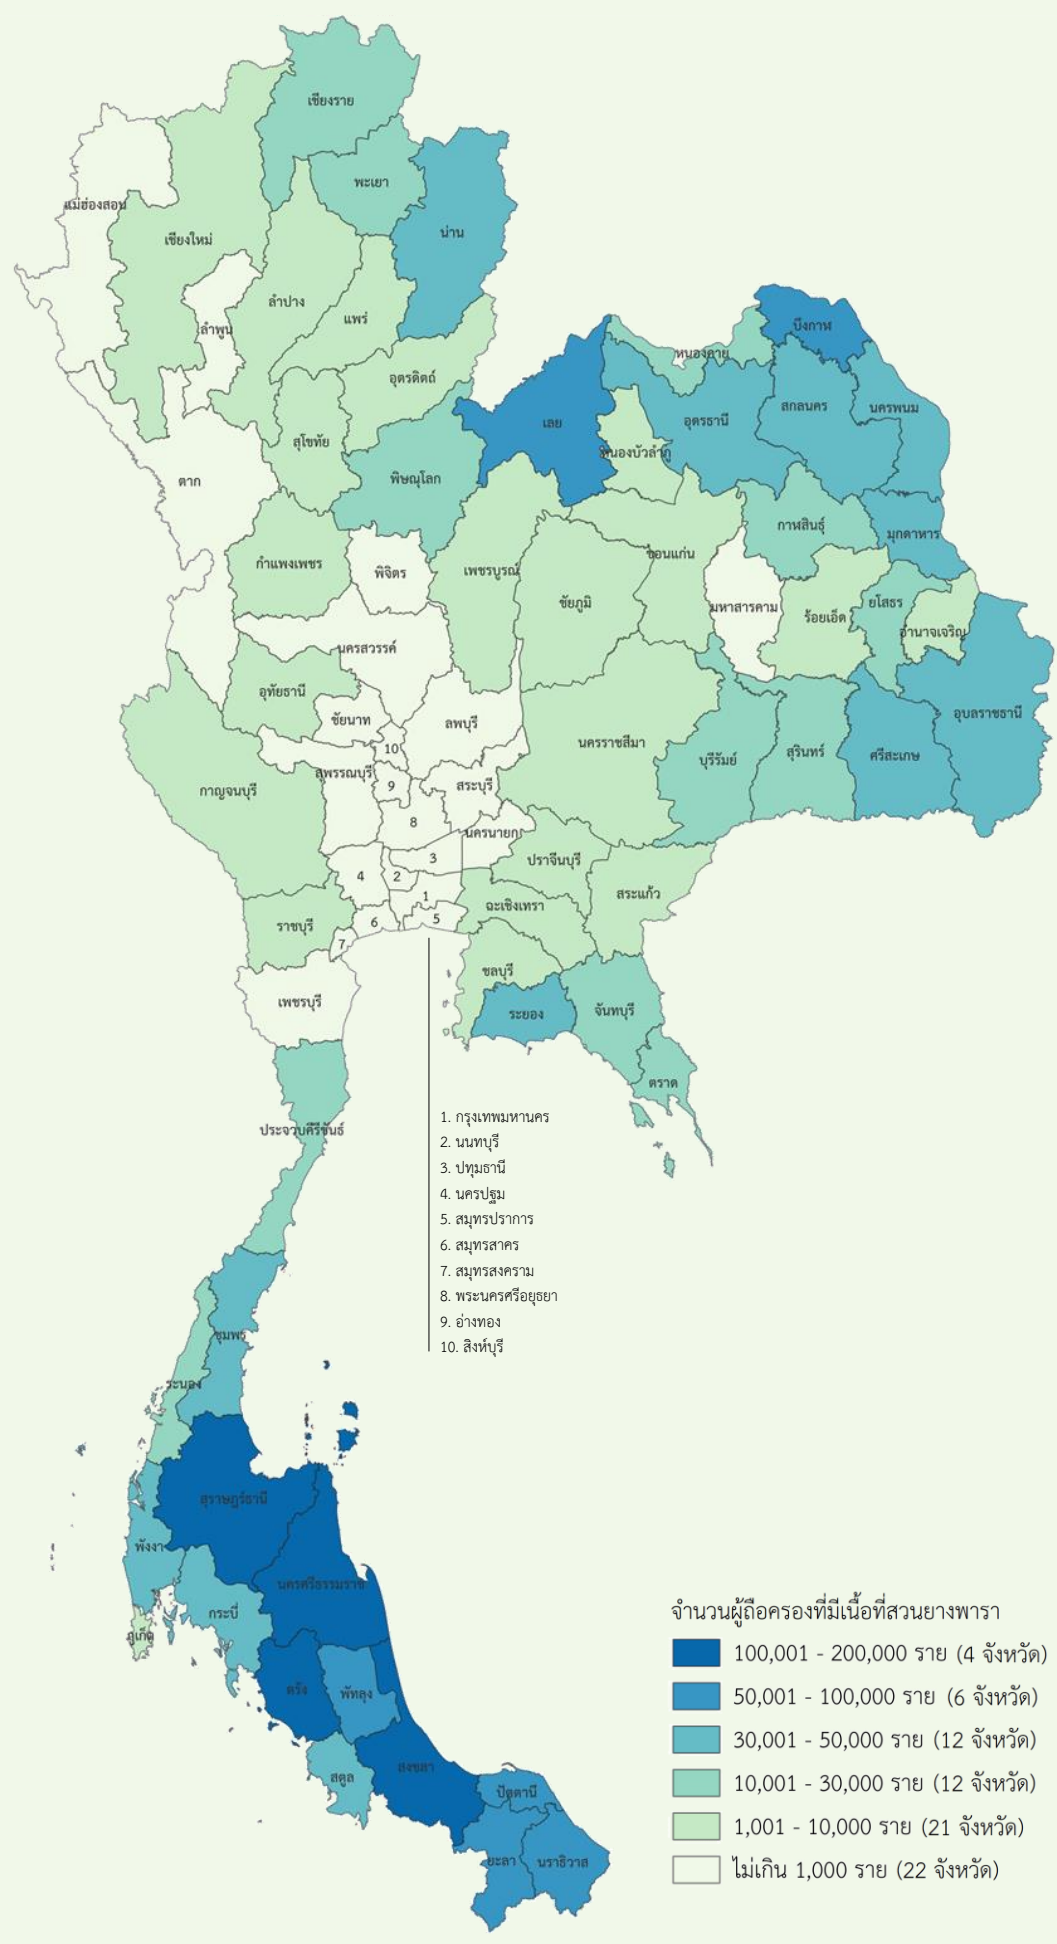 เชียงราย
พะเยา
แม่ฮ่องสอน
น่าน
เชียงใหม่
ลำปาง
แพร่
ลำพูน
บึงกาฬ
หนองคาย
อุตรดิตถ์
เลย
อุดรธานี
สกลนคร
นครพนม
สุโขทัย
หนองบัวลำภู
ตาก
พิษณุโลก
กาฬสินธุ์
มุกดาหาร
กำแพงเพชร
พิจิตร
เพชรบูรณ์
ขอนแก่น
ชัยภูมิ
มหาสารคาม
ร้อยเอ็ด
ยโสธร
อำนาจเจริญ
นครสวรรค์
อุทัยธานี
ชัยนาท
ลพบุรี
อุบลราชธานี
10
นครราชสีมา
บุรีรัมย์
สุรินทร์
ศรีสะเกษ
สุพรรณบุรี
กาญจนบุรี
9
สระบุรี
8
นครนายก
3
ปราจีนบุรี
4
2
1
สระแก้ว
ฉะเชิงเทรา
ราชบุรี
6
5
7
ชลบุรี
เพชรบุรี
ระยอง
จันทบุรี
ตราด
ประจวบคีรีขันธ์
1. กรุงเทพมหานคร
2. นนทบุรี
3. ปทุมธานี
4. นครปฐม
5. สมุทรปราการ
6. สมุทรสาคร
7. สมุทรสงคราม
8. พระนครศรีอยุธยา
9. อ่างทอง
10. สิงห์บุรี
ชุมพร
ระนอง
สุราษฎร์ธานี
พังงา
นครศรีธรรมราช
กระบี่
ภูเก็ต
ตรัง
พัทลุง
สงขลา
สตูล
ปัตตานี
ยะลา
นราธิวาส
จำนวนผู้ถือครองที่มีเนื้อที่สวนยางพารา
100,001 - 200,000 ราย (4 จังหวัด)
50,001 - 100,000 ราย (6 จังหวัด)
30,001 - 50,000 ราย (12 จังหวัด)
10,001 - 30,000 ราย (12 จังหวัด)
1,001 - 10,000 ราย (21 จังหวัด)
ไม่เกิน 1,000 ราย (22 จังหวัด)